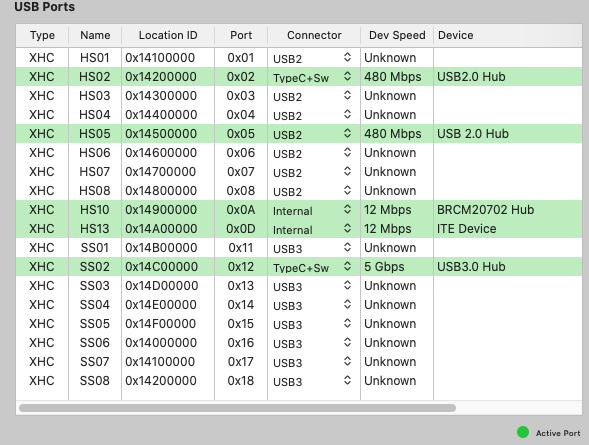 USB Ports
Type Name Location ID Port Connector Dev Speed Device
XHC HS01 0x14100000 0x01 USB2 Unknown
XHC HS02 0x14200000 0x02 TypeC+Sw 480 Mbps USB2.0 Hub
XHC HS03 0x14300000 0x03 USB2 Unknown
XHC HS04 0x14400000 0x04 USB2 Unknown
XHC HS05 0x14500000 0x05 USB2 480 Mbps USB 2.0 Hub
XHC HS06 0x14600000 0x06 USB2 Unknown
XHC HS07 0x14700000 0x07 USB2 Unknown
XHC HS08 0x14800000 0x08 USB2 Unknown
XHC HS10 0x14900000 0x0A Internal 12 Mbps BRCM20702 Hub
XHC HS13 0x14A00000 0x0D Internal 12 Mbps ITE Device
XHC SS01 0x14B00000 0x11 USB3 Unknown
XHC SS02 0x14C00000 0x12 TypeC+Sw 5 Gbps USB3.0 Hub
XHC SS03 0x14D00000 0x13 USB3 Unknown
XHC SS04 0x14E00000 0x14 USB3 Unknown
XHC SS05 0x14F00000 0x15 USB3 Unknown
XHC SS06 0x14000000 0x16 USB3 Unknown
XHC SS07 0x14100000 0x17 USB3 Unknown
XHC SS08 0x14200000 0x18 USB3 Unknown
Active Port